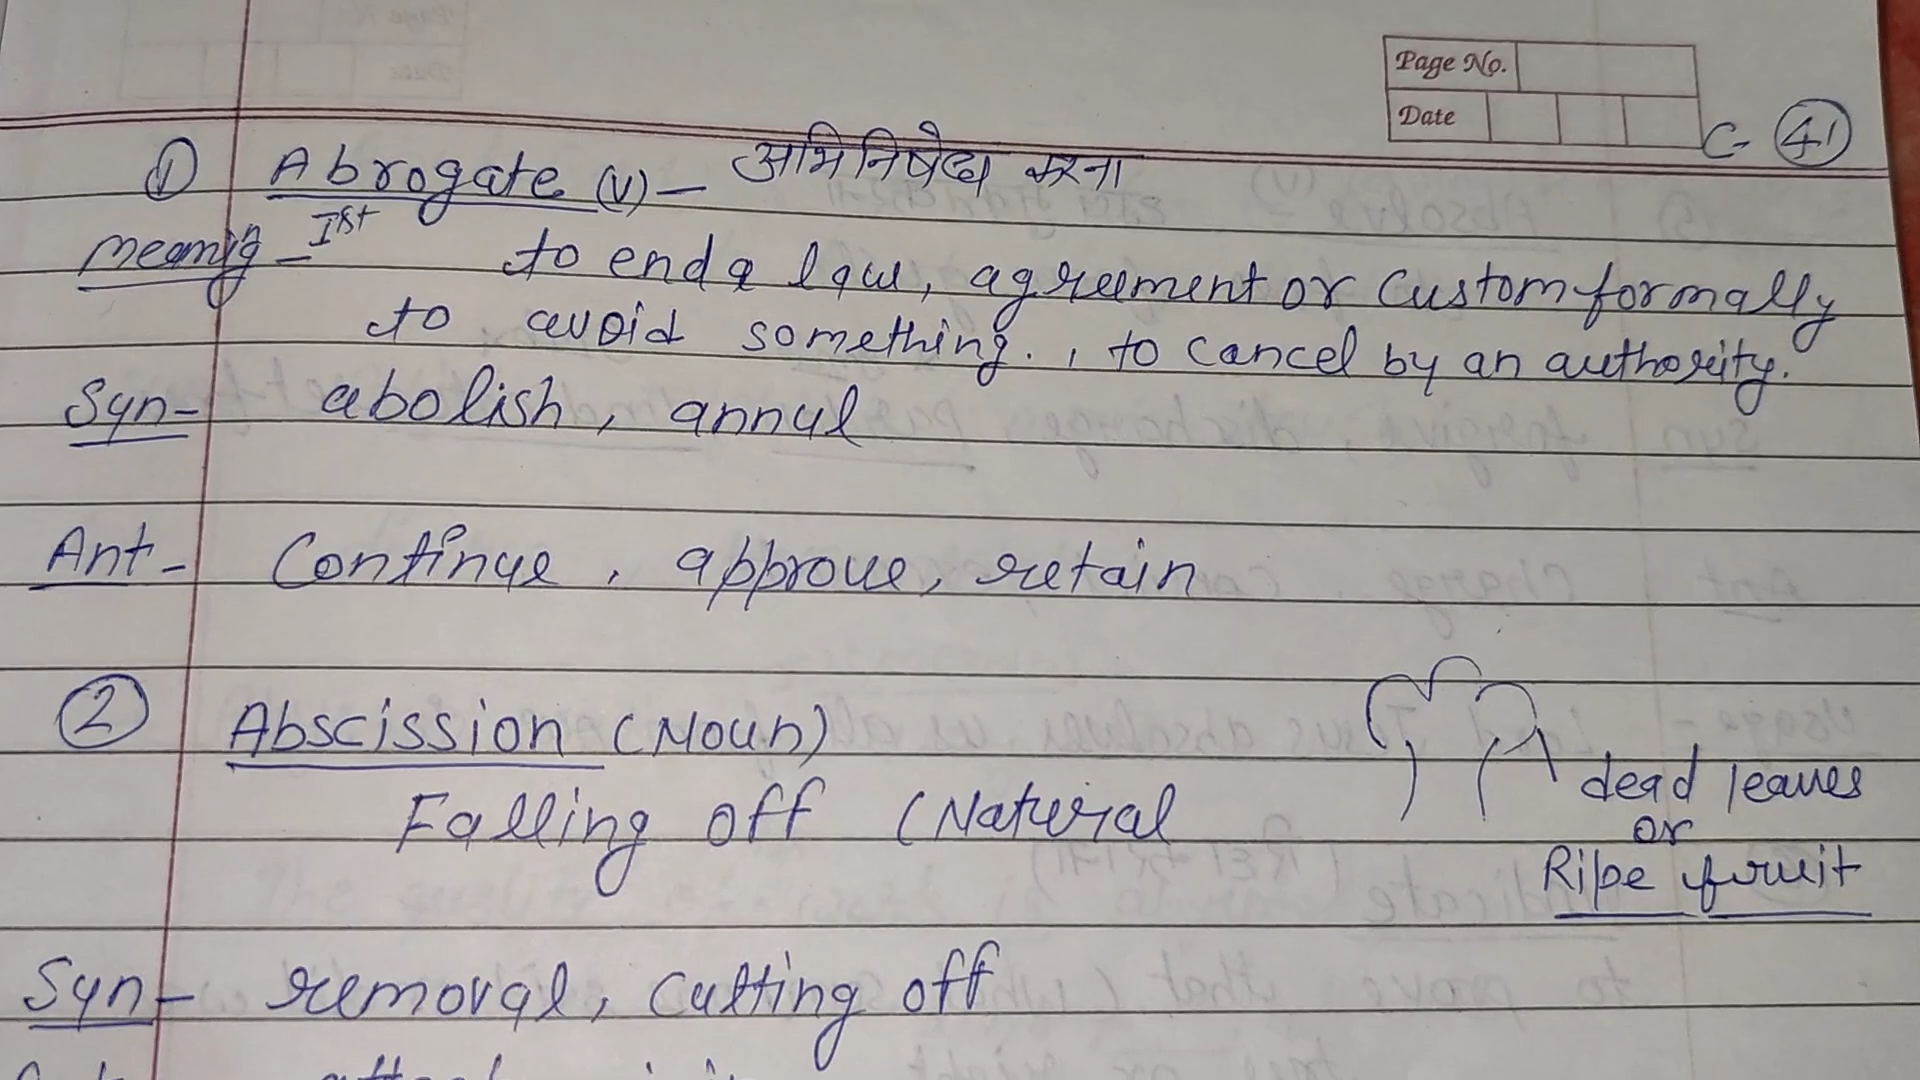 Page No.
Date
C- 41
1 Abrogate (v) – अभिनिषेध करना
meaning – Ist to end a law, agreement or Custom formally
to avoid something. , to cancel by an authority.
Syn- abolish, annul
Ant- Continue, approve, retain
2 Abscission (Noun)
Falling off (Natural
dead leaves
or
Ripe fruit
Syn- removal, Cutting off